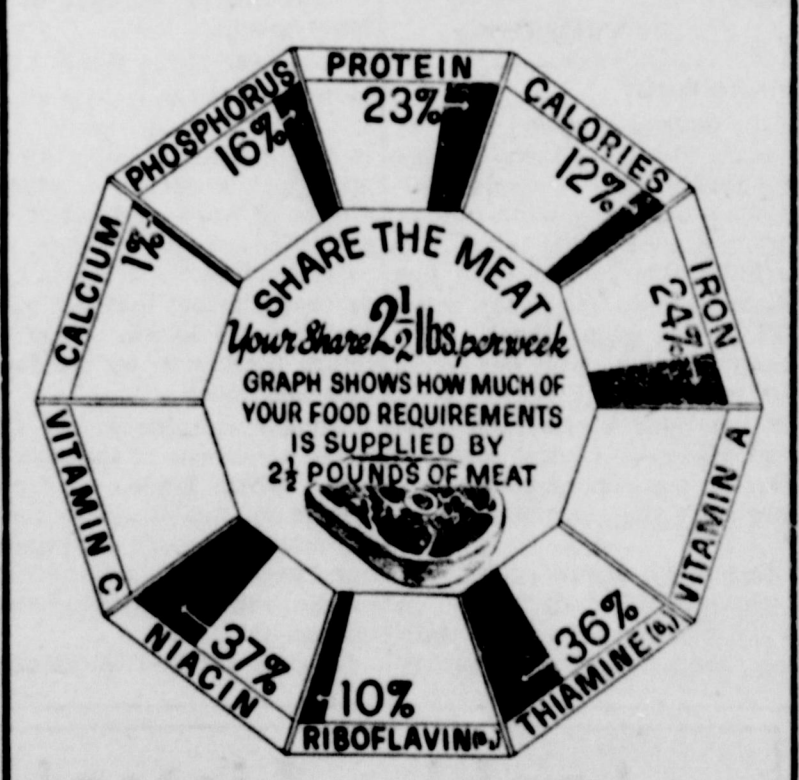 PROTEIN
23%
CALORIES
12%
IRON
24%
VITAMIN A
THIAMINE (B₁)
36%
RIBOFLAVIN
10%
NIACIN
37%
VITAMIN C
CALCIUM
1%
PHOSPHORUS
16%
SHARE THE MEAT
Your Share 2½ lbs. per week
GRAPH SHOWS HOW MUCH OF
YOUR FOOD REQUIREMENTS
IS SUPPLIED BY
2½ POUNDS OF MEAT